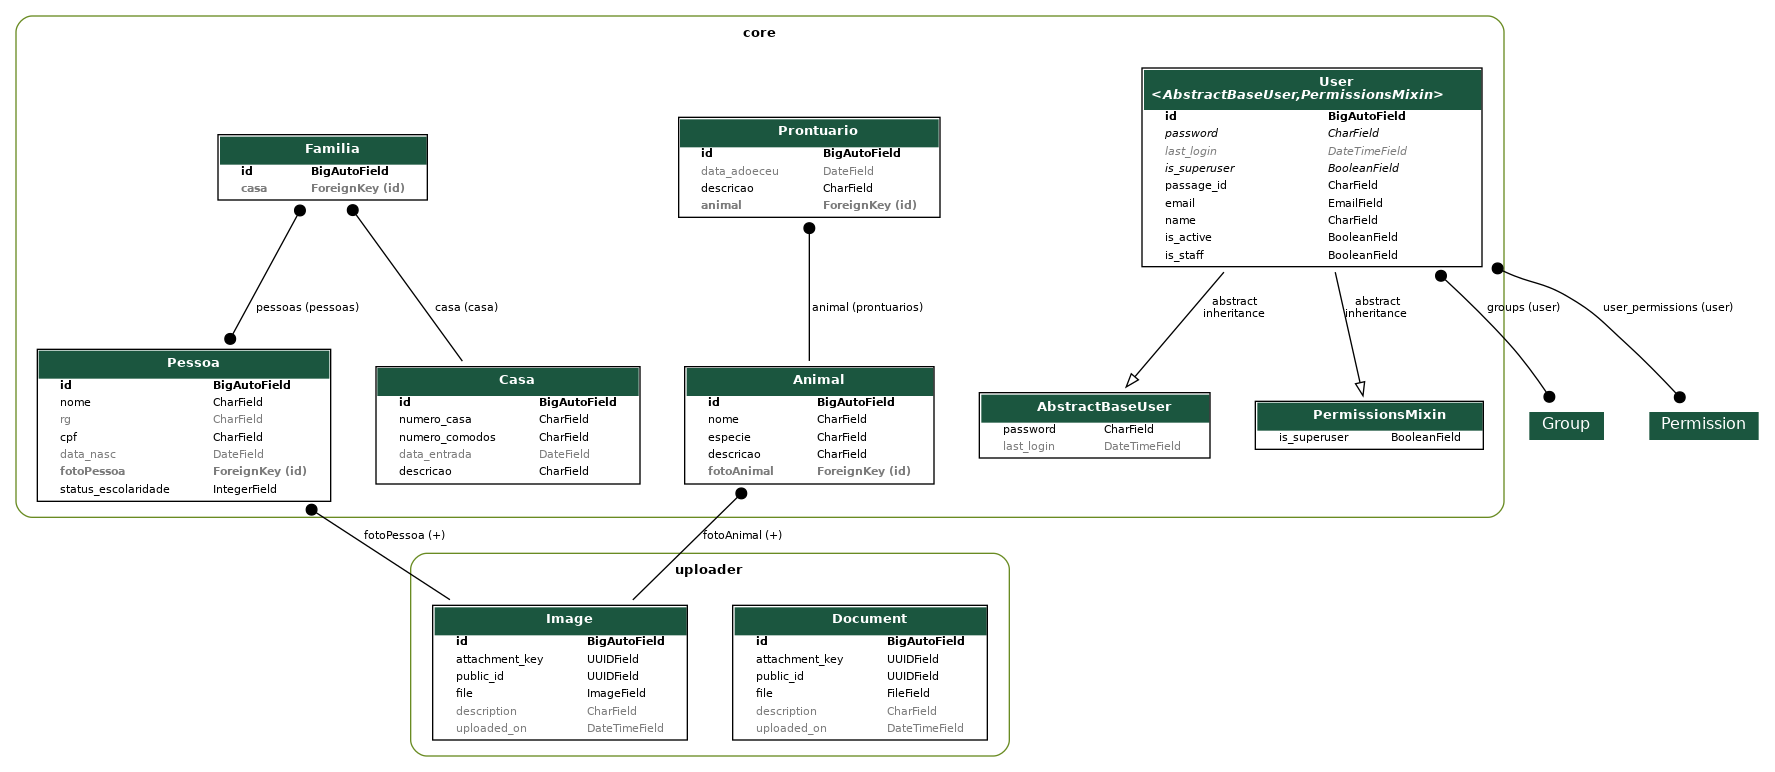 core
Familia
id BigAutoField
casa ForeignKey (id)
Prontuario
id BigAutoField
data_adoeceu DateField
descricao CharField
animal ForeignKey (id)
User
<AbstractBaseUser,PermissionsMixin>
id BigAutoField
password CharField
last_login DateTimeField
is_superuser BooleanField
passage_id CharField
email EmailField
name CharField
is_active BooleanField
is_staff BooleanField
pessoas (pessoas)
casa (casa)
animal (prontuarios)
abstract
inheritance
abstract
inheritance
groups (user)
user_permissions (user)
Pessoa
id BigAutoField
nome CharField
rg CharField
cpf CharField
data_nasc DateField
fotoPessoa ForeignKey (id)
status_escolaridade IntegerField
Casa
id BigAutoField
numero_casa CharField
numero_comodos CharField
data_entrada DateField
descricao CharField
Animal
id BigAutoField
nome CharField
especie CharField
descricao CharField
fotoAnimal ForeignKey (id)
AbstractBaseUser
password CharField
last_login DateTimeField
PermissionsMixin
is_superuser BooleanField
Group
Permission
fotoPessoa (+)
fotoAnimal (+)
uploader
Image
id BigAutoField
attachment_key UUIDField
public_id UUIDField
file ImageField
description CharField
uploaded_on DateTimeField
Document
id BigAutoField
attachment_key UUIDField
public_id UUIDField
file FileField
description CharField
uploaded_on DateTimeField